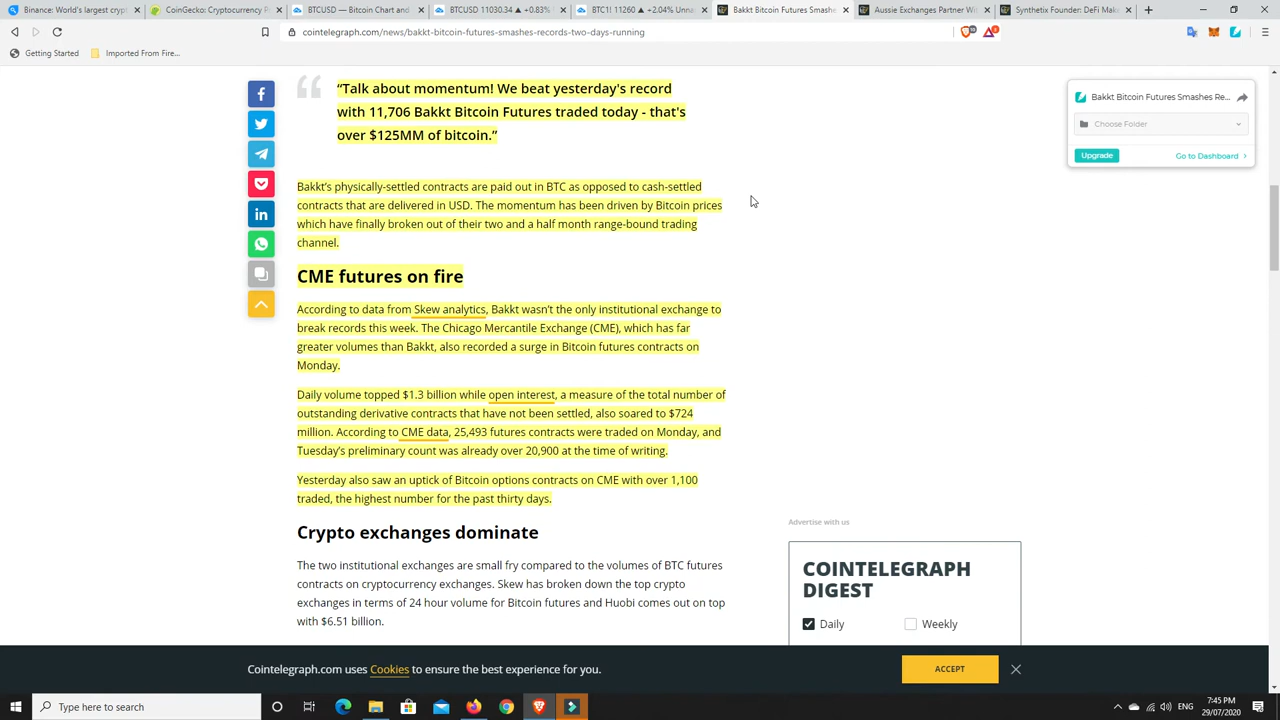 Binance: World's largest crypt
CoinGecko: Cryptocurrency P
BTCUSD — Bitcoin Chart and
BTCUSD 11030.34 ▲ +0.83%
BTC1! 11260 ▲ +2.04% Unna
Bakkt Bitcoin Futures Smashe
Aussie Exchanges Partner Wit
Synthetix Founder: DeFi Make
cointelegraph.com/news/bakkt-bitcoin-futures-smashes-records-two-days-running
Getting Started
Imported From Fire...
“Talk about momentum! We beat yesterday's record
with 11,706 Bakkt Bitcoin Futures traded today - that's
over $125MM of bitcoin.”
Bakkt Bitcoin Futures Smashes Re...
Choose Folder
Upgrade
Go to Dashboard
Bakkt’s physically-settled contracts are paid out in BTC as opposed to cash-settled
contracts that are delivered in USD. The momentum has been driven by Bitcoin prices
which have finally broken out of their two and a half month range-bound trading
channel.
CME futures on fire
According to data from Skew analytics, Bakkt wasn’t the only institutional exchange to
break records this week. The Chicago Mercantile Exchange (CME), which has far
greater volumes than Bakkt, also recorded a surge in Bitcoin futures contracts on
Monday.
Daily volume topped $1.3 billion while open interest, a measure of the total number of
outstanding derivative contracts that have not been settled, also soared to $724
million. According to CME data, 25,493 futures contracts were traded on Monday, and
Tuesday’s preliminary count was already over 20,900 at the time of writing.
Yesterday also saw an uptick of Bitcoin options contracts on CME with over 1,100
traded, the highest number for the past thirty days.
Crypto exchanges dominate
The two institutional exchanges are small fry compared to the volumes of BTC futures
contracts on cryptocurrency exchanges. Skew has broken down the top crypto
exchanges in terms of 24 hour volume for Bitcoin futures and Huobi comes out on top
with $6.51 billion.
Advertise with us
COINTELEGRAPH
DIGEST
Daily
Weekly
Cointelegraph.com uses Cookies to ensure the best experience for you.
ACCEPT
Type here to search
ENG
7:45 PM
29/07/2020